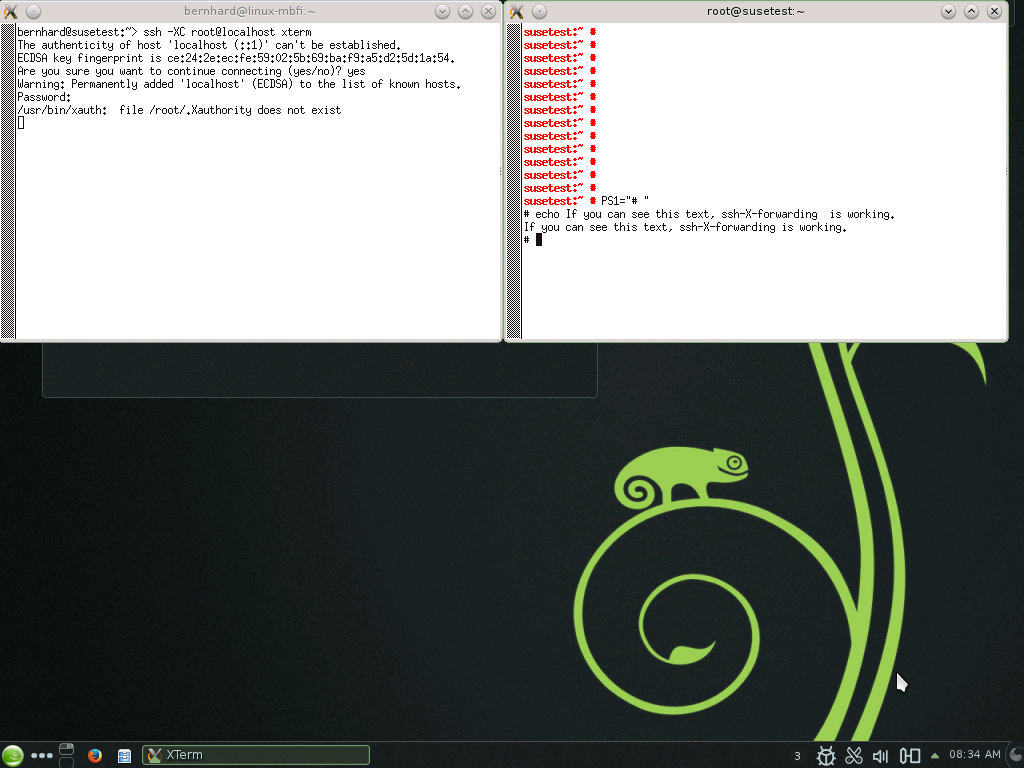 bernhard@linux-mbfi:~
bernhard@susetest:~> ssh -XC root@localhost xterm
The authenticity of host 'localhost (::1)' can't be established.
ECDSA key fingerprint is ce:24:2e:ec:fe:59:02:5b:69:ba:f9:a5:d2:5d:1a:54.
Are you sure you want to continue connecting (yes/no)? yes
Warning: Permanently added 'localhost' (ECDSA) to the list of known hosts.
Password:
/usr/bin/xauth:  file /root/.Xauthority does not exist
root@susetest:~
susetest:~ #
susetest:~ #
susetest:~ #
susetest:~ #
susetest:~ #
susetest:~ #
susetest:~ #
susetest:~ #
susetest:~ #
susetest:~ #
susetest:~ #
susetest:~ #
susetest:~ #
susetest:~ # PS1="# "
# echo If you can see this text, ssh-X-forwarding  is working.
If you can see this text, ssh-X-forwarding is working.
#
XTerm
3
08:34 AM